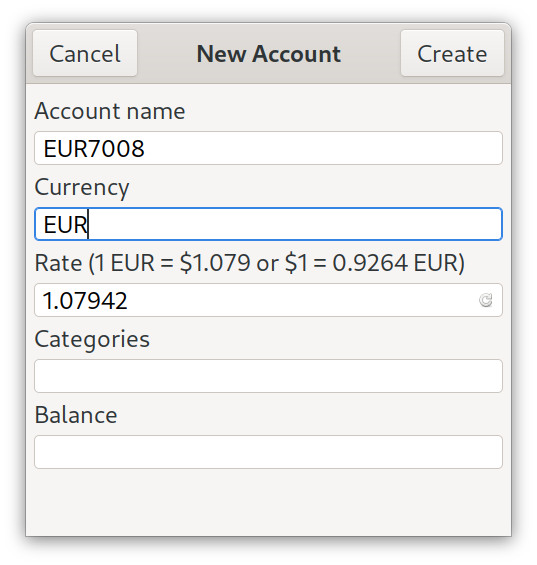 Cancel New Account Create
Account name
EUR7008
Currency
EUR
Rate (1 EUR = $1.079 or $1 = 0.9264 EUR)
1.07942
Categories
Balance